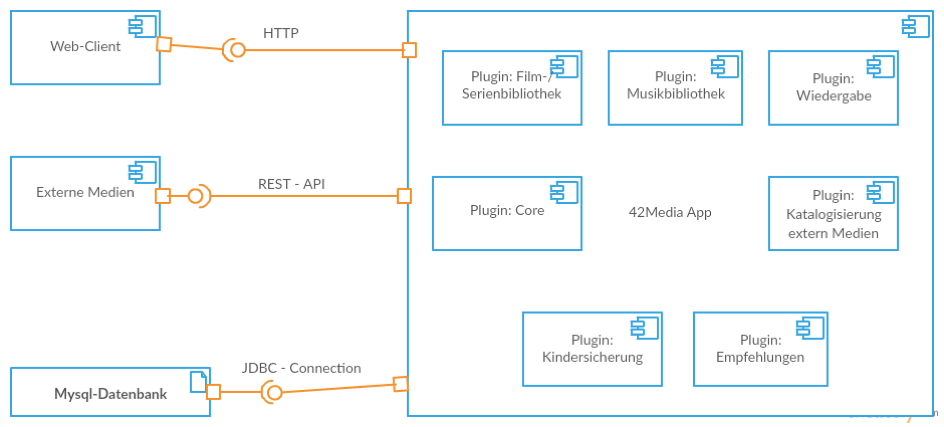 Web-Client
HTTP
Plugin: Film-/
Serienbibliothek
Plugin:
Musikbibliothek
Plugin:
Wiedergabe
Externe Medien
REST - API
Plugin: Core
42Media App
Plugin:
Katalogisierung
extern Medien
Plugin:
Kindersicherung
Plugin:
Empfehlungen
JDBC - Connection
Mysql-Datenbank